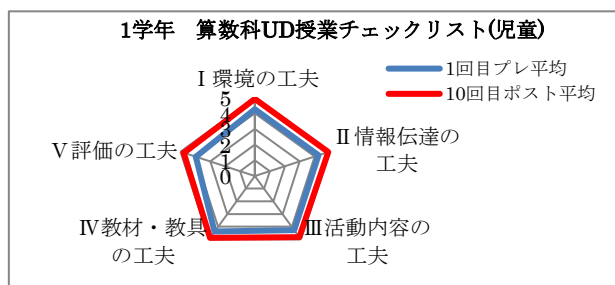 1学年　算数科UD授業チェックリスト(児童)
1回目プレ平均
10回目ポスト平均
Ⅰ環境の工夫
5
4
3
2
1
0
Ⅱ情報伝達の
工夫
Ⅲ活動内容の
工夫
Ⅳ教材・教具
の工夫
Ⅴ評価の工夫